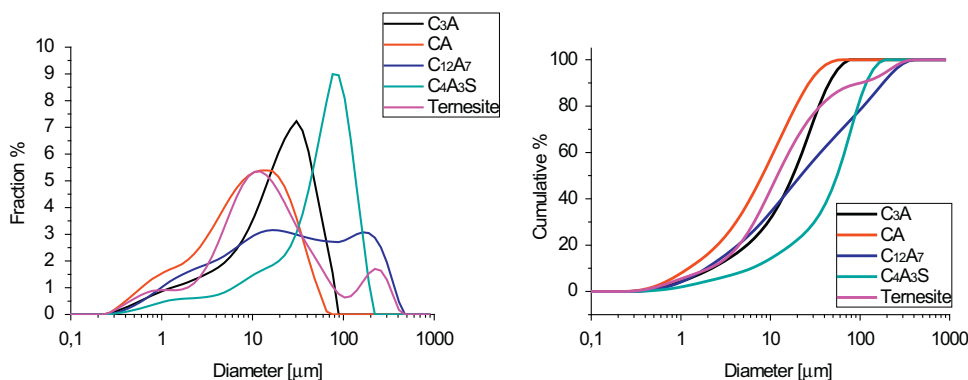 C3A
CA
C12A7
C4A3S
Ternesite
10
9
8
7
6
5
4
3
2
1
0
Fraction %
0,1 1 10 100 1000
Diameter [μm]
100
80
60
40
20
0
Cumulative %
C3A
CA
C12A7
C4A3S
Ternesite
0,1 1 10 100 1000
Diameter [μm]